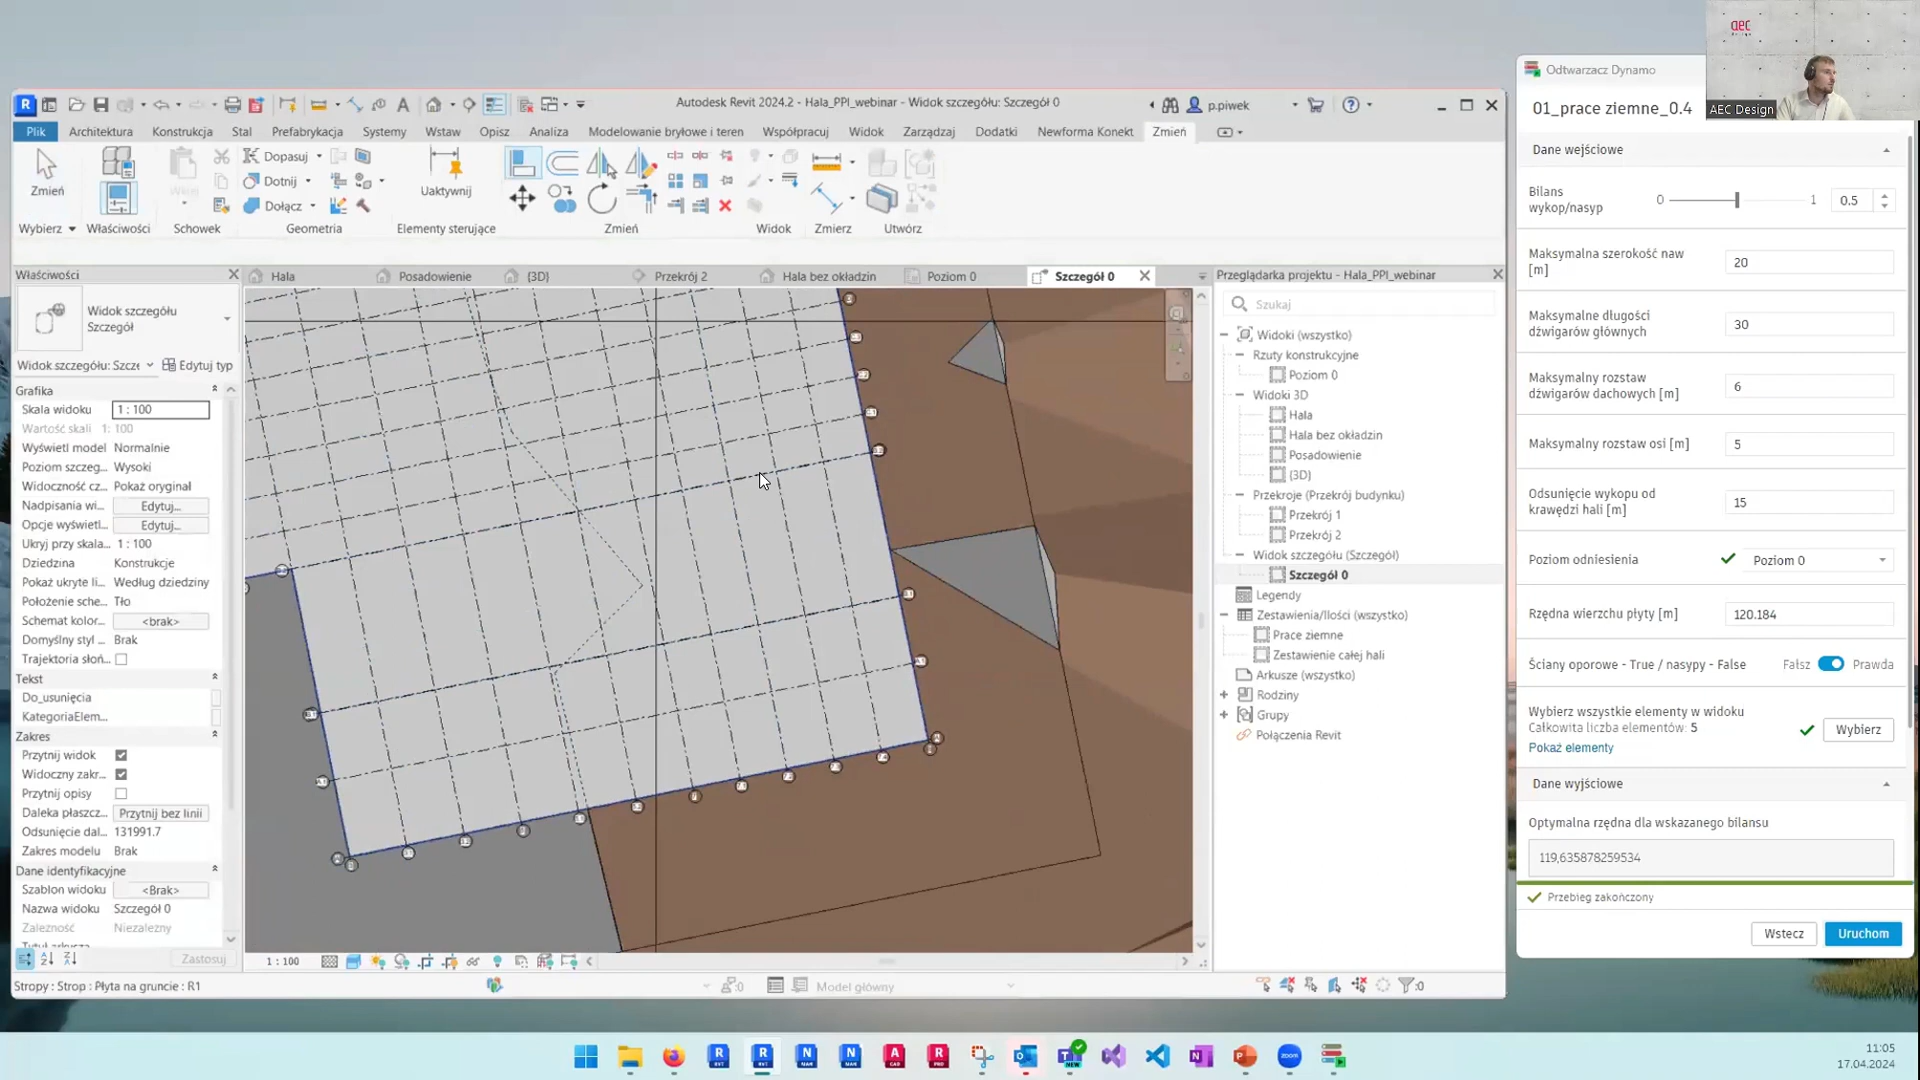 aec
AEC Design
Autodesk Revit 2024.2 - Hala_PPI_webinar - Widok szczegółu: Szczegół 0
p.piwek
Plik
Architektura
Konstrukcja
Stal
Prefabrykacja
Systemy
Wstaw
Opisz
Analiza
Modelowanie bryłowe i teren
Współpracuj
Widok
Zarządzaj
Dodatki
Newforma Konekt
Zmień
Zmień
Dopasuj
Dotnij
Dołącz
Uaktywnij
Wybierz
Właściwości
Schowek
Geometria
Elementy sterujące
Zmień
Widok
Zmierz
Utwórz
Właściwości
Hala
Posadowienie
{3D}
Przekrój 2
Hala bez okładzin
Poziom 0
Szczegół 0
Widok szczegółu
Szczegół
Widok szczegółu: Szcze
Edytuj typ
Grafika
Skala widoku 1 : 100
Wartość skali 1: 100
Wyświetl model Normalnie
Poziom szczeg... Wysoki
Widoczność cz... Pokaż oryginał
Nadpisania wi... Edytuj...
Opcje wyświetl... Edytuj...
Ukryj przy skala... 1 : 100
Dziedzina Konstrukcje
Pokaż ukryte li... Według dziedziny
Położenie sche... Tło
Schemat kolor... <brak>
Domyślny styl ... Brak
Trajektoria słoń...
Tekst
Do_usunięcia
KategoriaElem...
Zakres
Przytnij widok
Widoczny zakr...
Przytnij opisy
Daleka płaszcz... Przytnij bez linii
Odsunięcie dal... 131991.7
Zakres modelu Brak
Dane identyfikacyjne
Szablon widoku <Brak>
Nazwa widoku Szczegół 0
Zależność Niezależny
Tytuł arkusza
Zastosuj
1 : 100
Stropy : Strop : Płyta na gruncie : R1
:0
Model główny
:0
Przeglądarka projektu - Hala_PPI_webinar
Szukaj
Widoki (wszystko)
Rzuty konstrukcyjne
Poziom 0
Widoki 3D
Hala
Hala bez okładzin
Posadowienie
{3D}
Przekroje (Przekrój budynku)
Przekrój 1
Przekrój 2
Widok szczegółu (Szczegół)
Szczegół 0
Legendy
Zestawienia/Ilości (wszystko)
Prace ziemne
Zestawienie całej hali
Arkusze (wszystko)
Rodziny
Grupy
Połączenia Revit
Odtwarzacz Dynamo
01_prace ziemne_0.4
Dane wejściowe
Bilans
wykop/nasyp
0 1 0.5
Maksymalna szerokość naw
[m]
20
Maksymalne długości
dźwigarów głównych
30
Maksymalny rozstaw
dźwigarów dachowych [m]
6
Maksymalny rozstaw osi [m]
5
Odsunięcie wykopu od
krawędzi hali [m]
15
Poziom odniesienia
Poziom 0
Rzędna wierzchu płyty [m]
120.184
Ściany oporowe - True / nasypy - False
Fałsz Prawda
Wybierz wszystkie elementy w widoku
Całkowita liczba elementów: 5
Pokaż elementy
Wybierz
Dane wyjściowe
Optymalna rzędna dla wskazanego bilansu
119,635878259534
Przebieg zakończony
Wstecz
Uruchom
11:05
17.04.2024